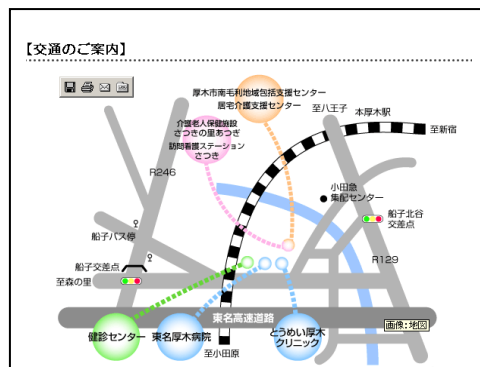 【交通のご案内】
厚木市南毛利地域包括支援センター
居宅介護支援センター
介護老人保健施設
さつきの里あつぎ
訪問看護ステーション
さつき
至八王子
本厚木駅
至新宿
R246
小田急
集配センター
船子北谷
交差点
船子バス停
船子交差点
至森の里
R129
東名高速道路
画像:地図
健診センター
東名厚木病院
とうめい厚木
クリニック
至小田原